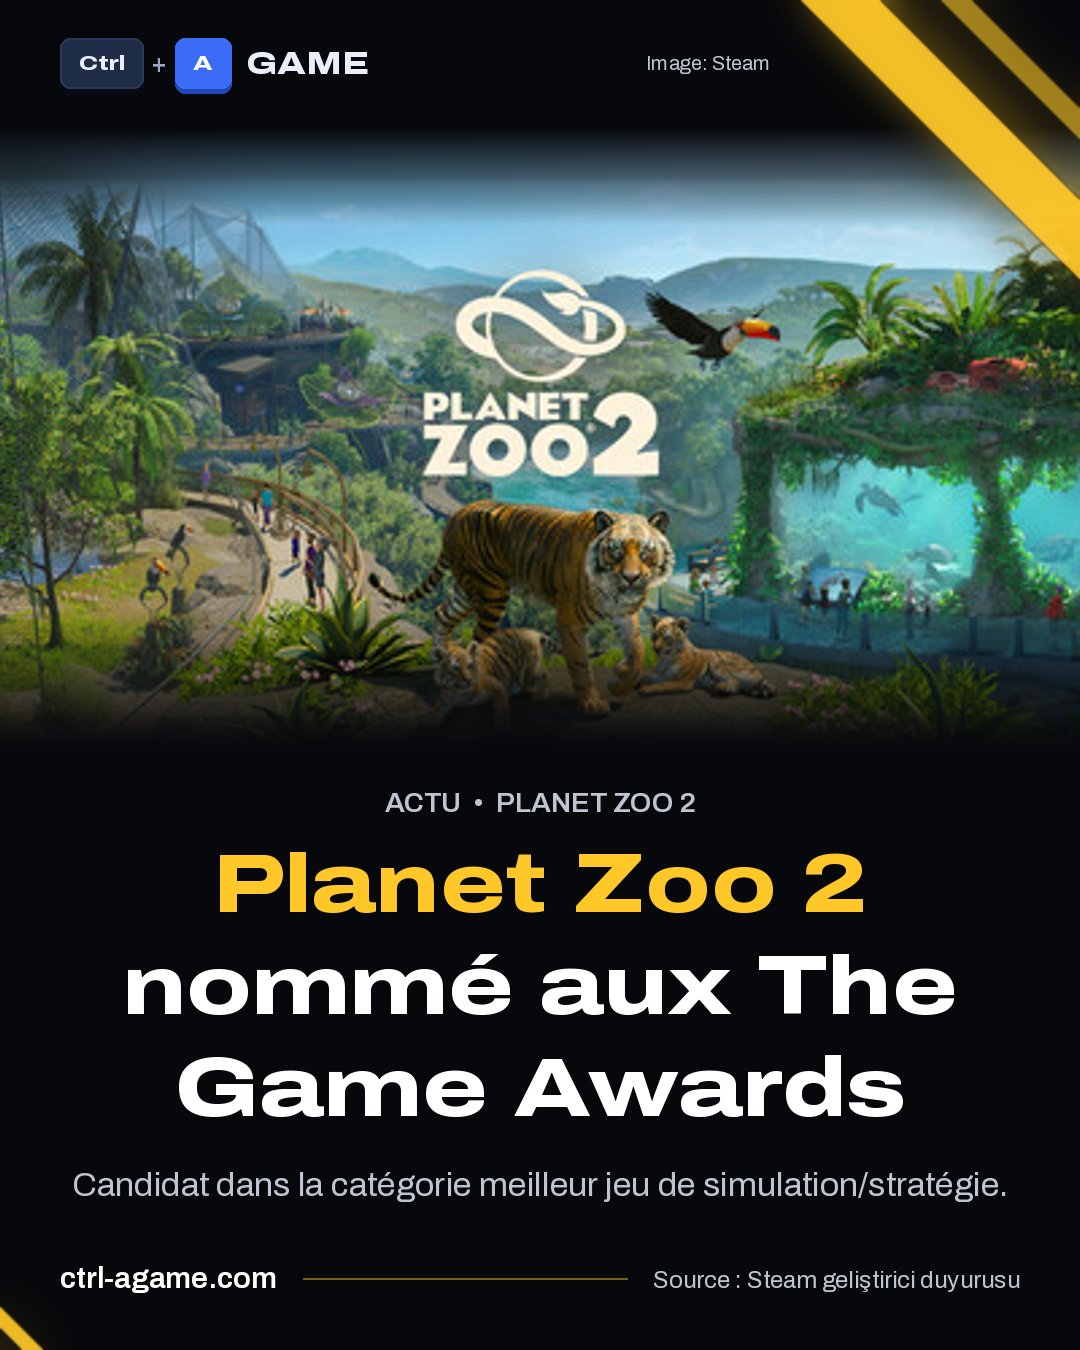 Ctrl + A GAME
Image: Steam
PLANET
ZOO 2
ACTU • PLANET ZOO 2
Planet Zoo 2
nommé aux The
Game Awards
Candidat dans la catégorie meilleur jeu de simulation/stratégie.
ctrl-agame.com
Source : Steam geliştirici duyurusu